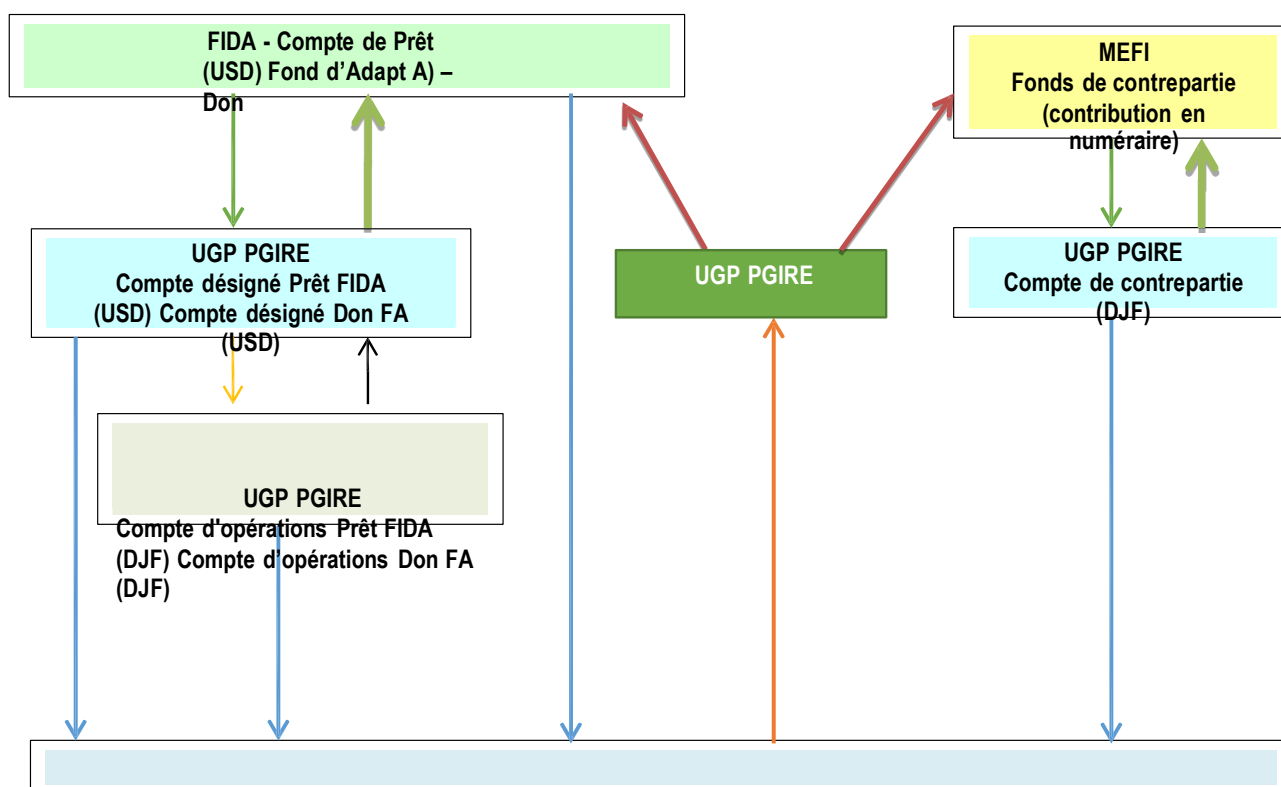 FIDA - Compte de Prêt
(USD) Fond d'Adapt A) –
Don
MEFI
Fonds de contrepartie
(contribution en
numéraire)
UGP PGIRE
Compte désigné Prêt FIDA
(USD) Compte désigné Don FA
(USD)
UGP PGIRE
UGP PGIRE
Compte de contrepartie
(DJF)
UGP PGIRE
Compte d'opérations Prêt FIDA
(DJF) Compte d'opérations Don FA
(DJF)